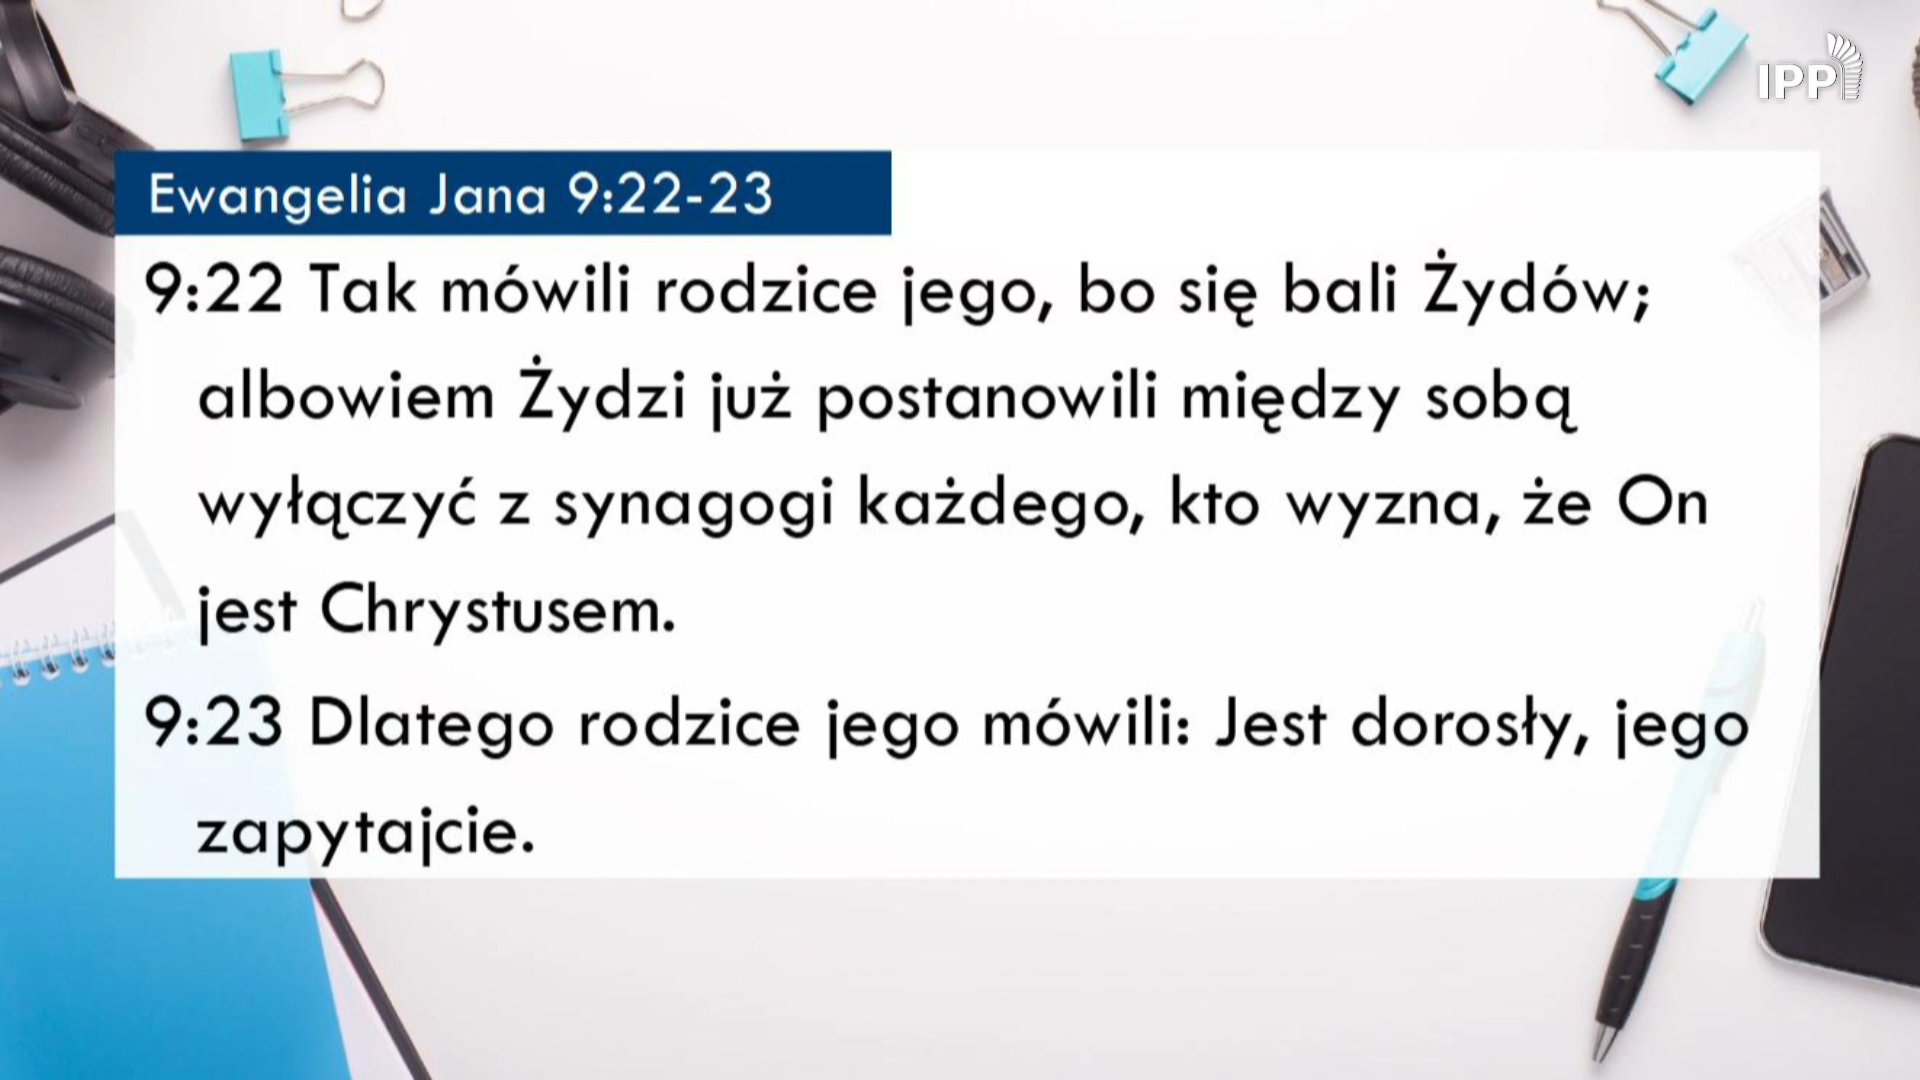 IPP
Ewangelia Jana 9:22-23
9:22 Tak mówili rodzice jego, bo się bali Żydów;
albowiem Żydzi już postanowili między sobą
wyłączyć z synagogi każdego, kto wyzna, że On
jest Chrystusem.
9:23 Dlatego rodzice jego mówili: Jest dorosły, jego
zapytajcie.